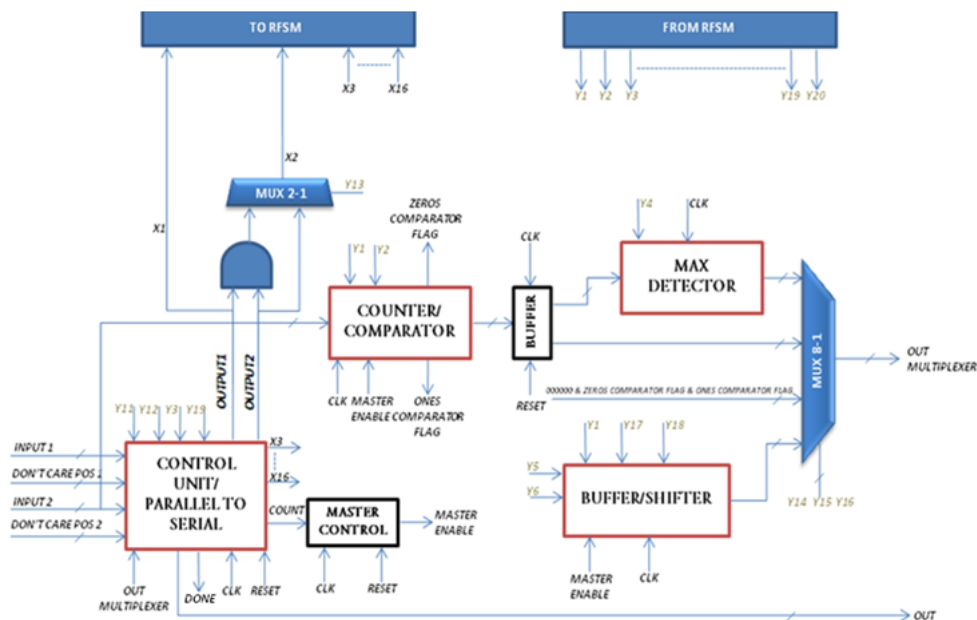 TO RFSM
FROM RFSM
X3
X16
Y1
Y2
Y3
Y19
Y20
X2
MUX 2-1
Y13
X1
ZEROS
COMPARATOR
FLAG
Y1
Y2
CLK
Y4
CLK
MAX
DETECTOR
COUNTER/
COMPARATOR
BUFFER
MUX 8-1
OUT
MULTIPLEXER
OUTPUT1
OUTPUT2
CLK
MASTER
ENABLE
ONES
COMPARATOR
FLAG
RESET
000000 & ZEROS COMPARATOR FLAG & ONES COMPARATOR FLAG
Y11
Y12
Y3
Y19
Y1
Y17
Y18
INPUT 1
DON'T CARE POS 1
INPUT 2
DON'T CARE POS 2
CONTROL
UNIT/
PARALLEL TO
SERIAL
X3
X16
COUNT
MASTER
CONTROL
MASTER
ENABLE
Y5
Y6
BUFFER/SHIFTER
Y14
Y15
Y16
OUT
MULTIPLEXER
DONE
CLK
RESET
CLK
RESET
MASTER
ENABLE
CLK
OUT